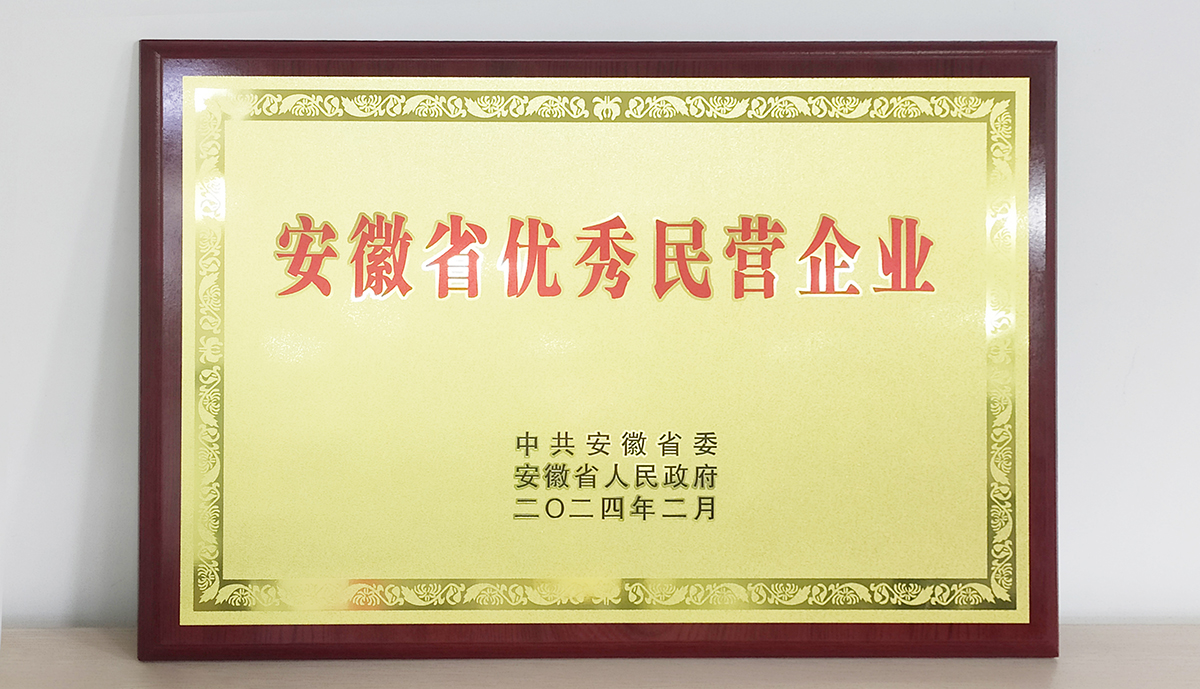 安徽省优秀民营企业
中共安徽省委
安徽省人民政府
二〇二四年二月